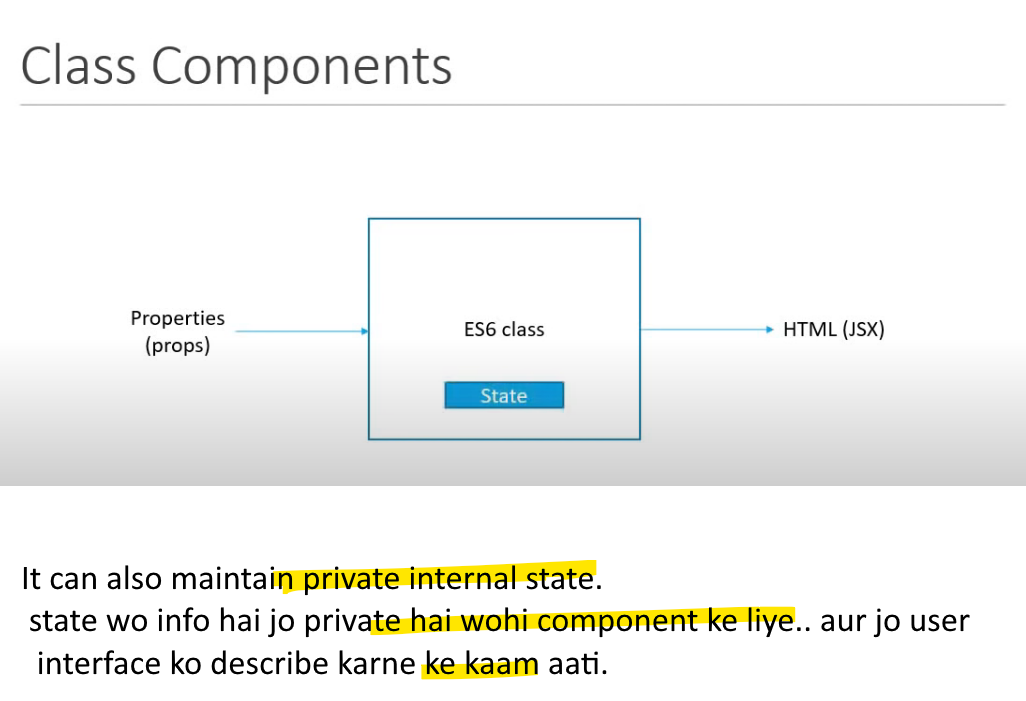 Class Components
Properties
(props)
ES6 class
HTML (JSX)
State
It can also maintain private internal state.
state wo info hai jo private hai wohi component ke liye.. aur jo user
interface ko describe karne ke kaam aati.